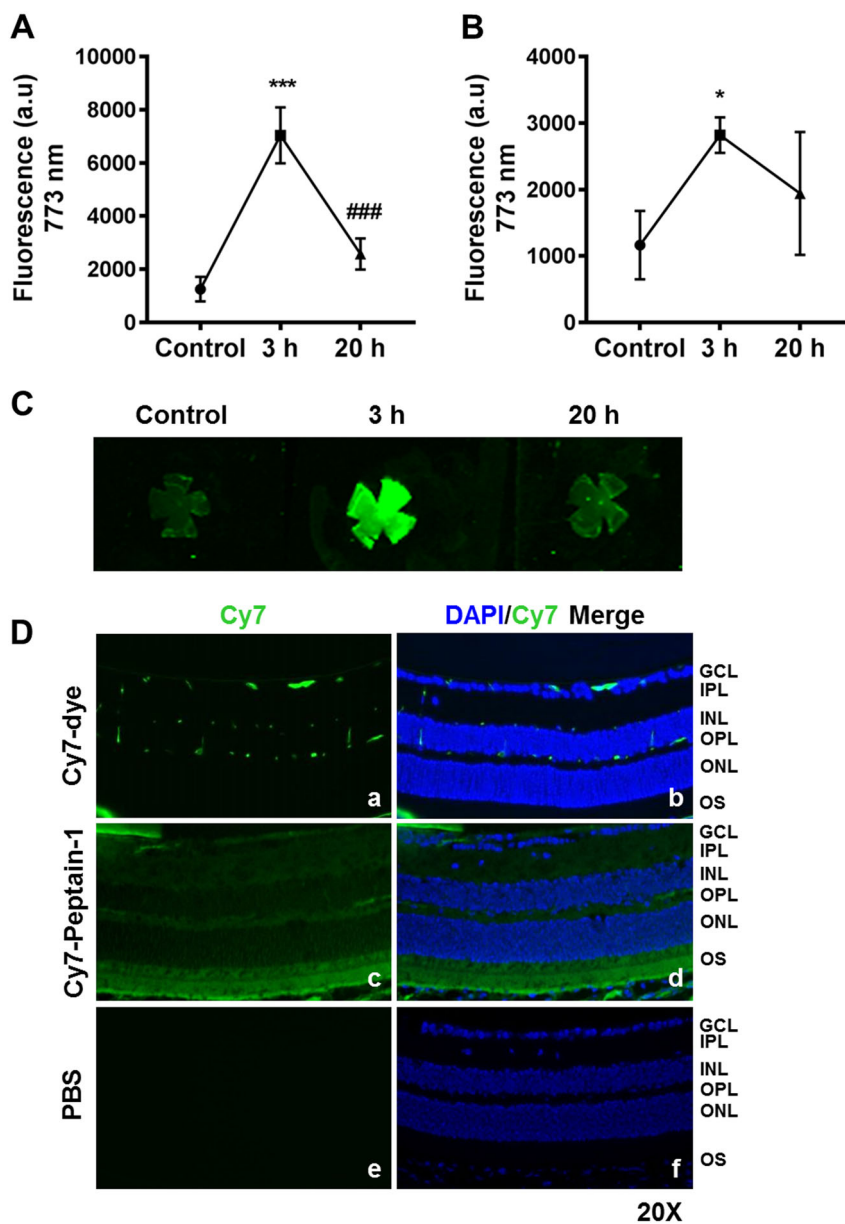 A
B
Fluorescence (a.u)
773 nm
10000
8000
6000
4000
2000
0
***
###
Control 3 h 20 h
Fluorescence (a.u)
773 nm
4000
3000
2000
1000
0
*
Control 3 h 20 h
C
Control 3 h 20 h
D
Cy7 DAPI/Cy7 Merge
Cy7-dye
a
b
GCL
IPL
INL
OPL
ONL
OS
Cy7-Peptain-1
c
d
GCL
IPL
INL
OPL
ONL
OS
PBS
e
f
GCL
IPL
INL
OPL
ONL
OS
20X